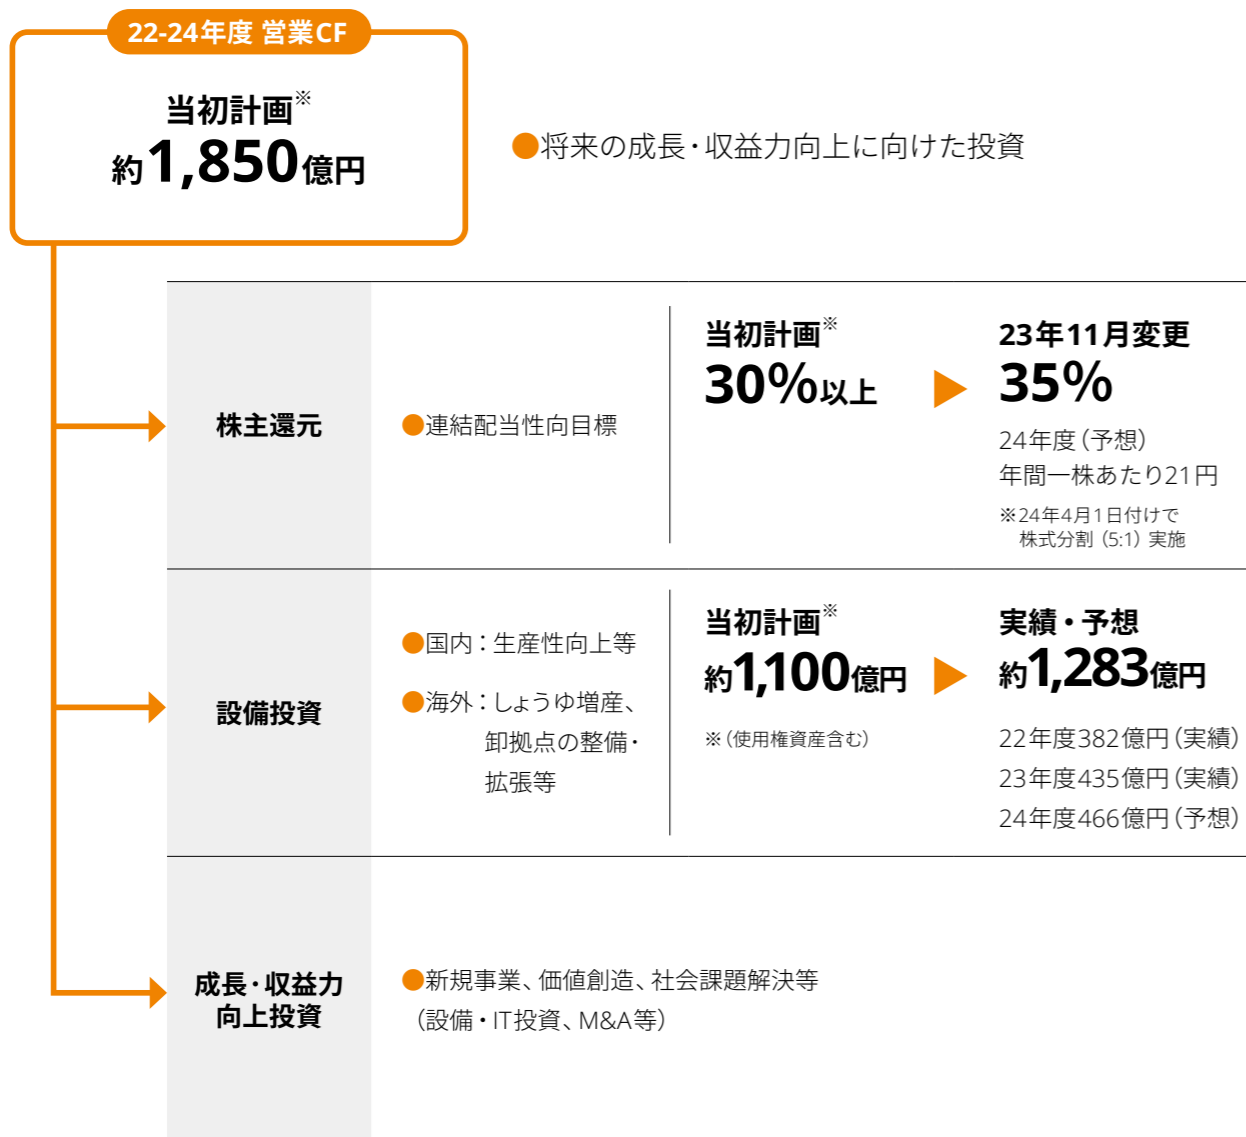 22-24年度 営業CF
当初計画※
約1,850億円
●将来の成長・収益力向上に向けた投資
株主還元
●連結配当性向目標
当初計画※
30%以上
23年11月変更
35%
24年度（予想）
年間一株あたり21円
※24年4月1日付けで
株式分割（5:1）実施
設備投資
●国内：生産性向上等
●海外：しょうゆ増産、
卸拠点の整備・
拡張等
当初計画※
約1,100億円
※（使用権資産含む）
実績・予想
約1,283億円
22年度382億円（実績）
23年度435億円（実績）
24年度466億円（予想）
成長・収益力
向上投資
●新規事業、価値創造、社会課題解決等
（設備・IT投資、M&A等）